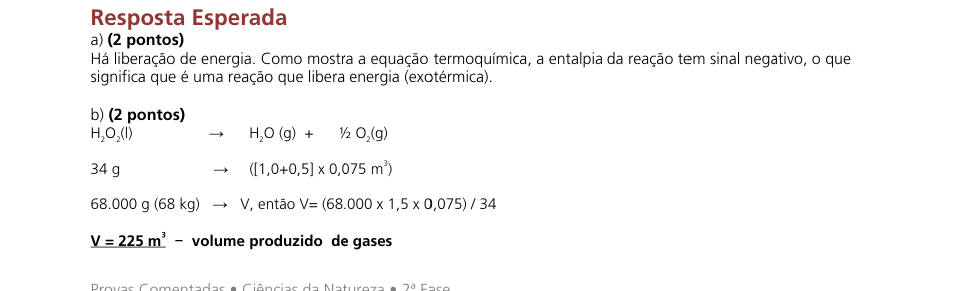 Resposta Esperada
a) (2 pontos)
Há liberação de energia. Como mostra a equação termoquímica, a entalpia da reação tem sinal negativo, o que
significa que é uma reação que libera energia (exotérmica).
b) (2 pontos)
H₂O₂(l) → H₂O (g) + ½ O₂(g)
34 g → ([1,0+0,5] x 0,075 m³)
68.000 g (68 kg) → V, então V= (68.000 x 1,5 x 0,075) / 34
V = 225 m³ – volume produzido de gases
Provas Comentadas • Ciências da Natureza • 2ª Fase